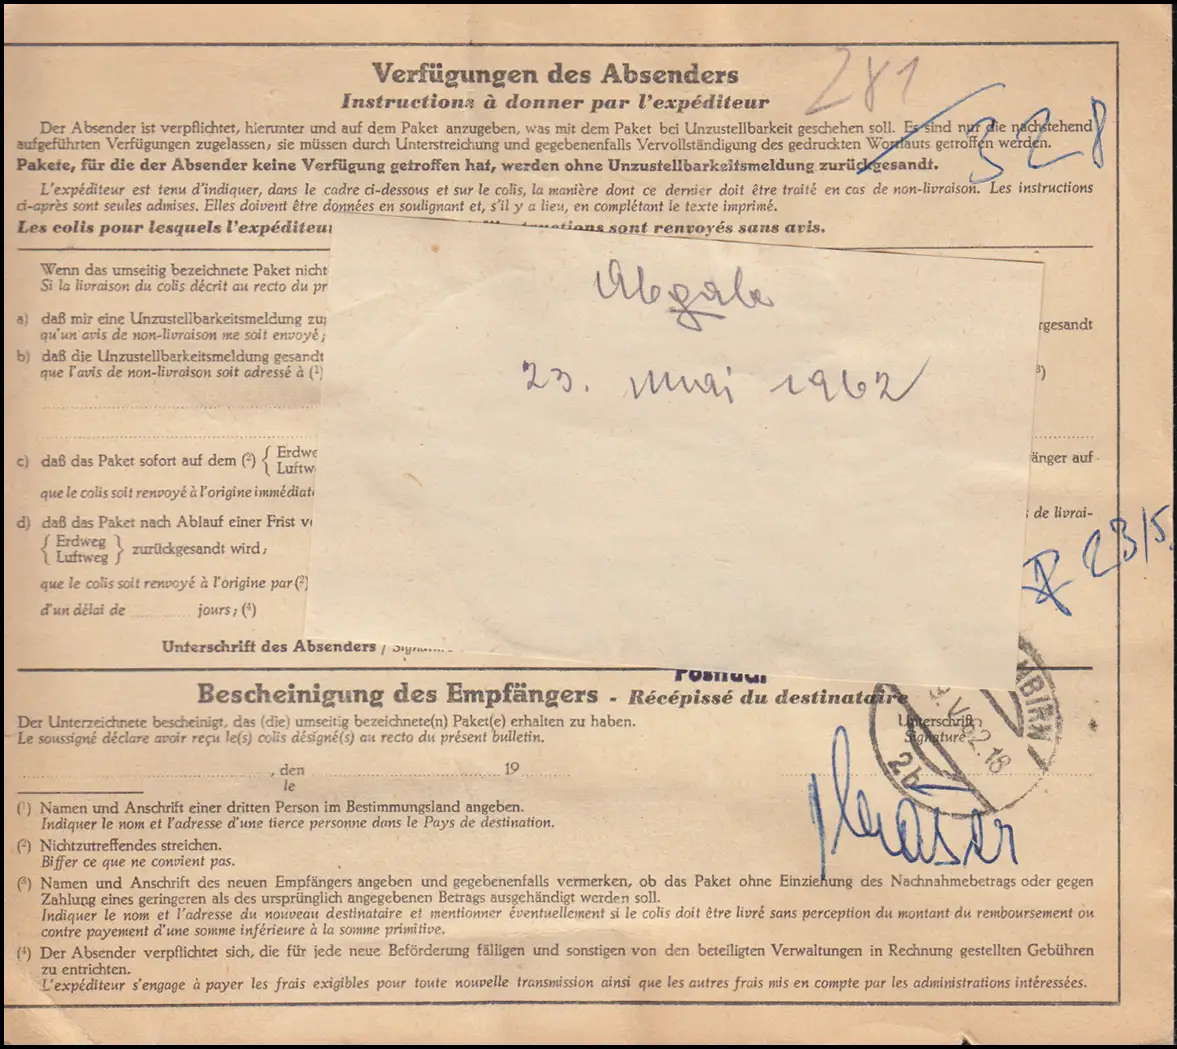 281
328
Verfügungen des Absenders
Instructions à donner par l'expéditeur
Der Absender ist verpflichtet, hierunter und auf dem Paket anzugeben, was mit dem Paket bei Unzustellbarkeit geschehen soll. Es sind nur die nachstehend
aufgeführten Verfügungen zugelassen, sie müssen durch Unterstreichung und gegebenenfalls Vervollständigung des gedruckten Wortlauts getroffen werden.
Pakete, für die der Absender keine Verfügung getroffen hat, werden ohne Unzustellbarkeitsmeldung zurückgesandt.
L'expéditeur est tenu d'indiquer, dans le cadre ci-dessous et sur le colis, la manière dont ce dernier doit être traité en cas de non-livraison. Les instructions
ci-après sont seules admises. Elles doivent être données en soulignant et, s'il y a lieu, en complétant le texte imprimé.
Les colis pour lesquels l'expéditeur sont renvoyés sans avis.
Wenn das umseitig bezeichnete Paket nicht
Si la livraison du colis décrit au recto du pr
Abgabe
23. Mai 1962
a) daß mir eine Unzustellbarkeitsmeldung zu rgesandt
qu'un avis de non-livraison me soit envoyé;
b) daß die Unzustellbarkeitsmeldung gesandt
que l'avis de non-livraison soit adressé à (1) 3)
c) daß das Paket sofort auf dem (2) { Erdwe änger auf
Luftw
que le colis soit renvoyé à l'origine immédiat
d) daß das Paket nach Ablauf einer Frist v de livrai-
{ Erdweg
Luftweg } zurückgesandt wird;
que le colis soit renvoyé à l'origine par (2)
d'un délai de ........ jours; (4)
23/5.
Unterschrift des Absenders /
Bescheinigung des Empfängers - Récépissé du destinataire
Der Unterzeichnete bescheinigt, das (die) umseitig bezeichnete(n) Paket(e) erhalten zu haben.
Le soussigné déclare avoir reçu le(s) colis désigné(s) au recto du présent bulletin.
Unterschrift
Signature
, den 19
le
V. 62. 18
2b
(1) Namen und Anschrift einer dritten Person im Bestimmungsland angeben.
Indiquer le nom et l'adresse d'une tierce personne dans le Pays de destination.
(2) Nichtzutreffendes streichen.
Biffer ce que ne convient pas.
(3) Namen und Anschrift des neuen Empfängers angeben und gegebenenfalls vermerken, ob das Paket ohne Einziehung des Nachnahmebetrags oder gegen
Zahlung eines geringeren als des ursprünglich angegebenen Betrags ausgehändigt werden soll.
Indiquer le nom et l'adresse du nouveau destinataire et mentionner éventuellement si le colis doit être livré sans perception du montant du remboursement ou
contre payement d'une somme inférieure à la somme primitive.
(4) Der Absender verpflichtet sich, die für jede neue Beförderung fälligen und sonstigen von den beteiligten Verwaltungen in Rechnung gestellten Gebühren
zu entrichten.
L'expéditeur s'engage à payer les frais exigibles pour toute nouvelle transmission ainsi que les autres frais mis en compte par les administrations intéressées.